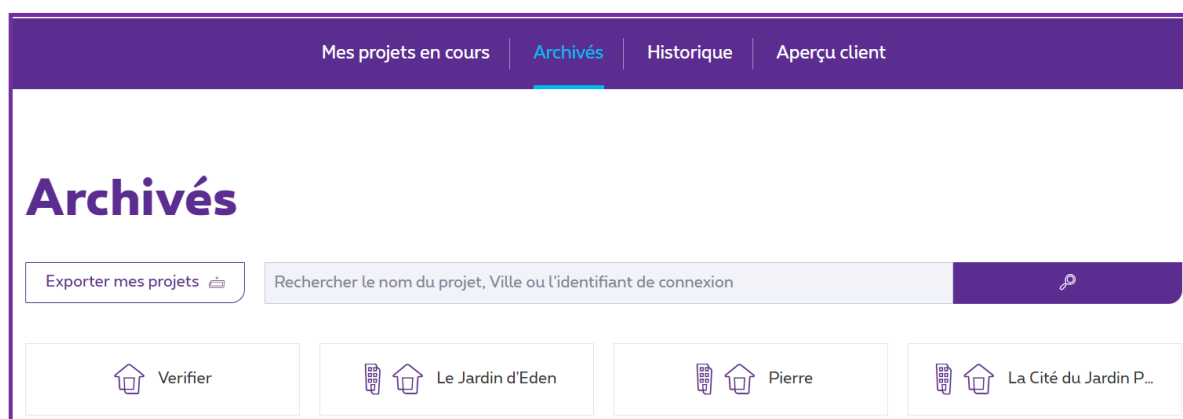 Mes projets en cours Archivés Historique Aperçu client
Archivés
Exporter mes projets Rechercher le nom du projet, Ville ou l'identifiant de connexion
Verifier Le Jardin d'Eden Pierre La Cité du Jardin P...